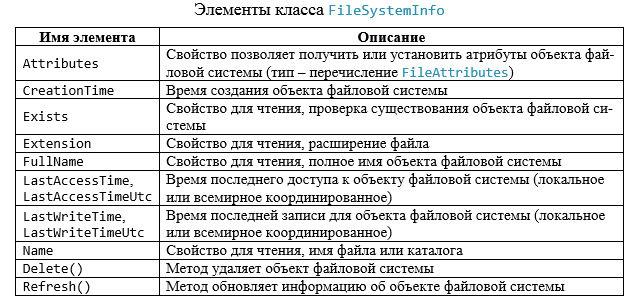 Элементы класса FileSystemInfo
Имя элемента Описание
Attributes Свойство позволяет получить или установить атрибуты объекта фай-
ловой системы (тип – перечисление FileAttributes)
CreationTime Время создания объекта файловой системы
Exists Свойство для чтения, проверка существования объекта файловой си-
стемы
Extension Свойство для чтения, расширение файла
FullName Свойство для чтения, полное имя объекта файловой системы
LastAccessTime, Время последнего доступа к объекту файловой системы (локальное
LastAccessTimeUtc или всемирное координированное)
LastWriteTime, Время последней записи для объекта файловой системы (локальное
LastWriteTimeUtc или всемирное координированное)
Name Свойство для чтения, имя файла или каталога
Delete() Метод удаляет объект файловой системы
Refresh() Метод обновляет информацию об объекте файловой системы